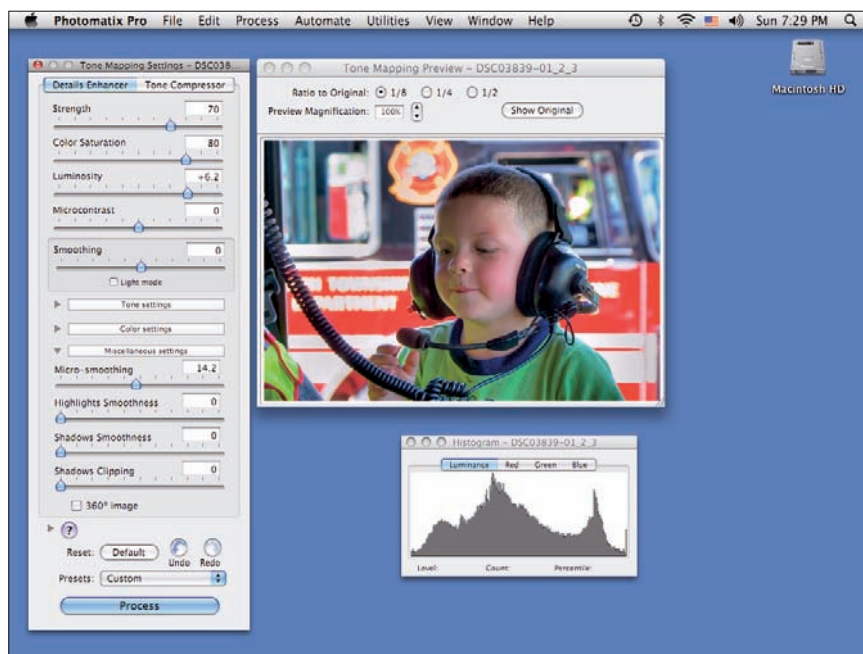 Photomatix Pro File Edit Process Automate Utilities View Window Help Sun 7:29 PM
Macintosh HD
Tone Mapping Settings – DSC038...
Details Enhancer Tone Compressor
Strength 70
Color Saturation 80
Luminosity +6.2
Microcontrast 0
Smoothing 0
Light mode
Tone settings
Color settings
Miscellaneous settings
Micro-smoothing 14.2
Highlights Smoothness 0
Shadows Smoothness 0
Shadows Clipping 0
360° image
?
Reset: Default Undo Redo
Presets: Custom
Process
Tone Mapping Preview – DSC03839-01_2_3
Ratio to Original: 1/8 1/4 1/2
Preview Magnification: 100% Show Original
TOWNSHIP
DEPARTMENT
Histogram – DSC03839-01_2_3
Luminance Red Green Blue
Level: Count: Percentile: